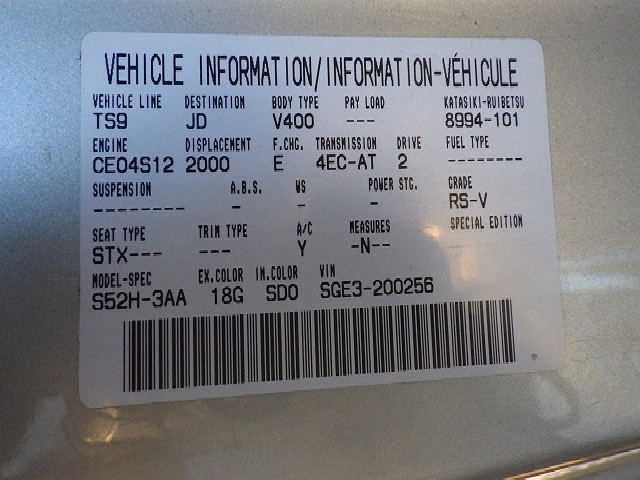 VEHICLE INFORMATION/INFORMATION-VÉHICULE
VEHICLE LINE DESTINATION BODY TYPE PAY LOAD KATASIKI-RUIBETSU
TS9 JD V400 --- 8994-101
ENGINE DISPLACEMENT F.CHG. TRANSMISSION DRIVE FUEL TYPE
CE04S12 2000 E 4EC-AT 2 --------
SUSPENSION A.B.S. WS POWER STG. GRADE
-------- - - - RS-V
SEAT TYPE TRIM TYPE A/C MEASURES SPECIAL EDITION
STX--- --- Y -N--
MODEL-SPEC EX.COLOR IN.COLOR VIN
S52H-3AA 18G SD0 SGE3-200256